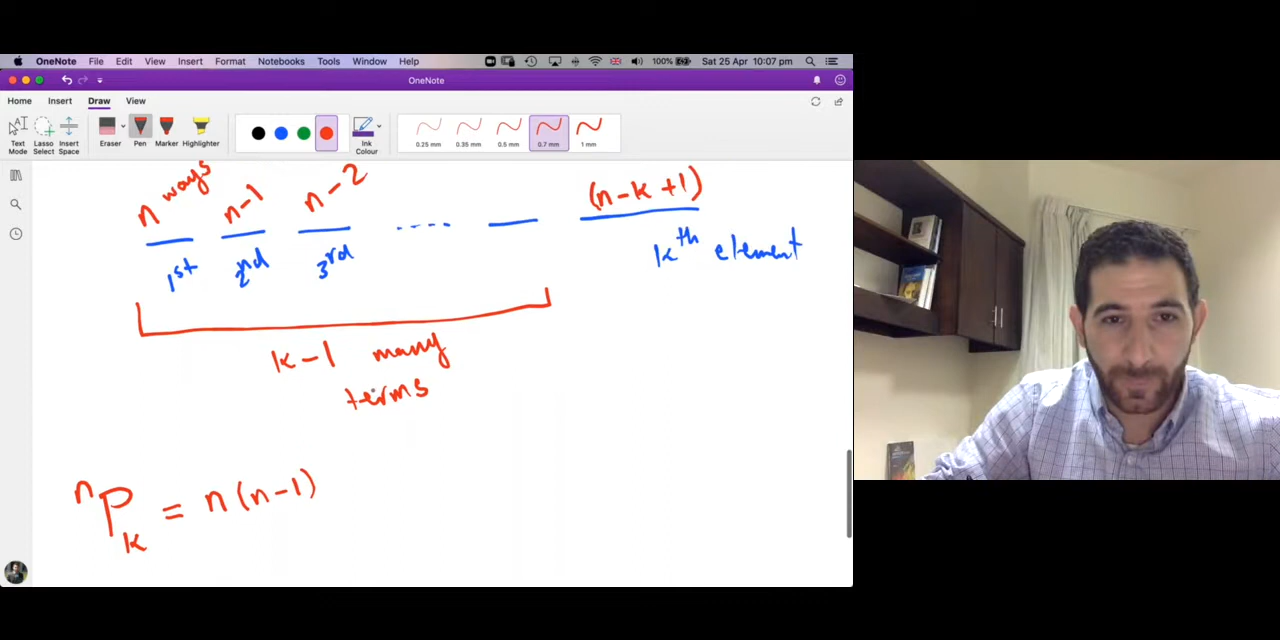 OneNote File Edit View Insert Format Notebooks Tools Window Help 100% Sat 25 Apr 10:07 pm
OneNote
Home Insert Draw View
Text Mode Lasso Select Insert Space Eraser Pen Marker Highlighter Ink Colour 0.25 mm 0.35 mm 0.5 mm 0.7 mm 1 mm
n ways n-1 n-2 (n-k+1)
1st 2nd 3rd .... kth element
k-1 many
terms
nPk = n(n-1)